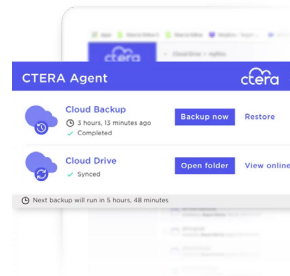 ctera
CTERA Agent
ctera
Cloud Backup
3 hours, 13 minutes ago
Completed
Backup now
Restore
Cloud Drive
Synced
Open folder
View online
Next backup will run in 5 hours, 48 minutes